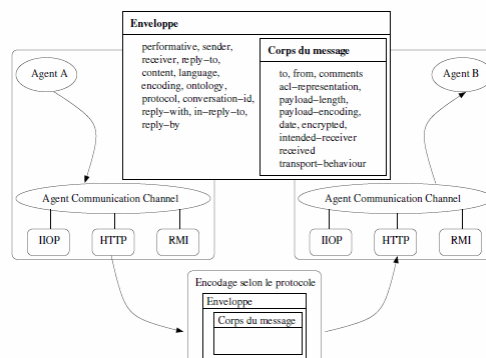 Enveloppe
performative, sender,
receiver, reply-to,
content, language,
encoding, ontology,
protocol, conversation-id,
reply-with, in-reply-to,
reply-by
Corps du message
to, from, comments
acl-representation,
payload-length,
payload-encoding,
date, encrypted,
intended-receiver
received
transport-behaviour
Agent A
Agent B
Agent Communication Channel
IIOP
HTTP
RMI
Agent Communication Channel
IIOP
HTTP
RMI
Encodage selon le protocole
Enveloppe
Corps du message